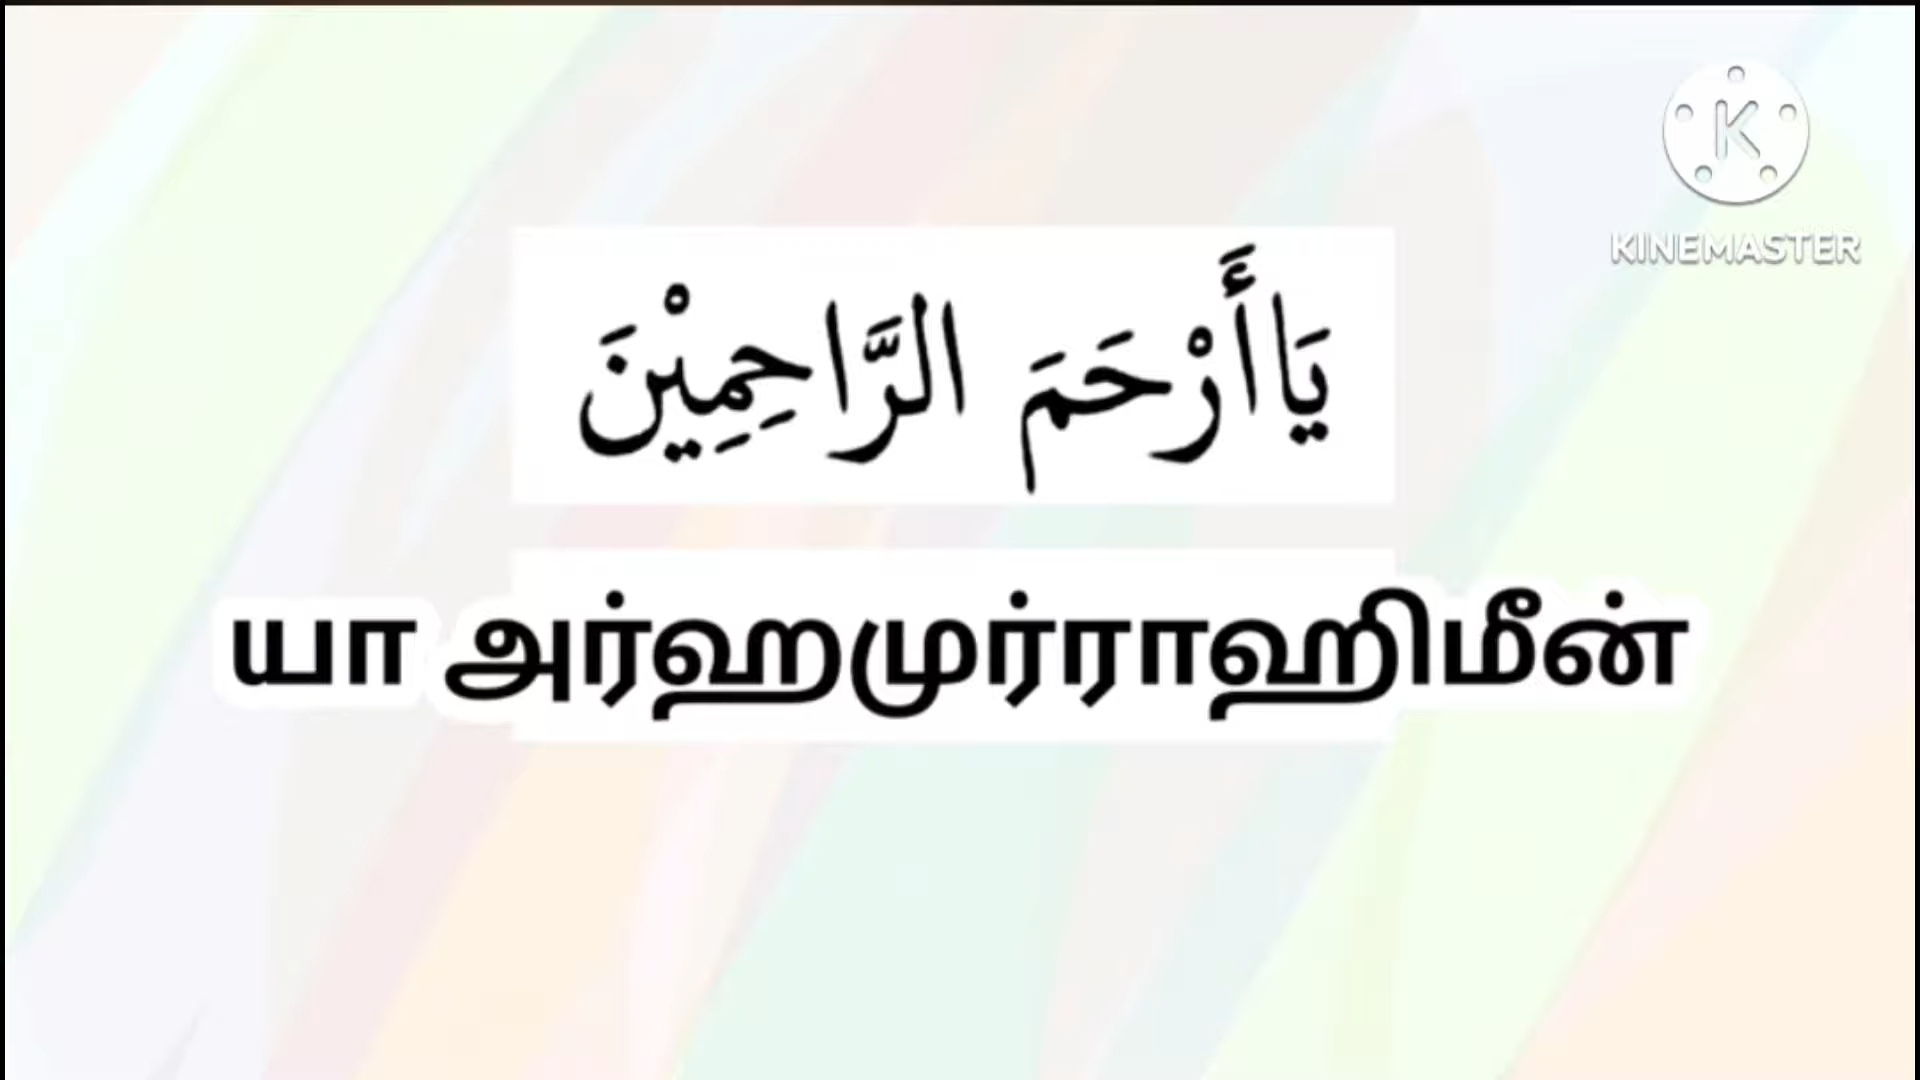 K
KINEMASTER
يَاأَرْحَمَ الرَّاحِمِيْنَ
யா அர்ஹமுர்ராஹிமீன்